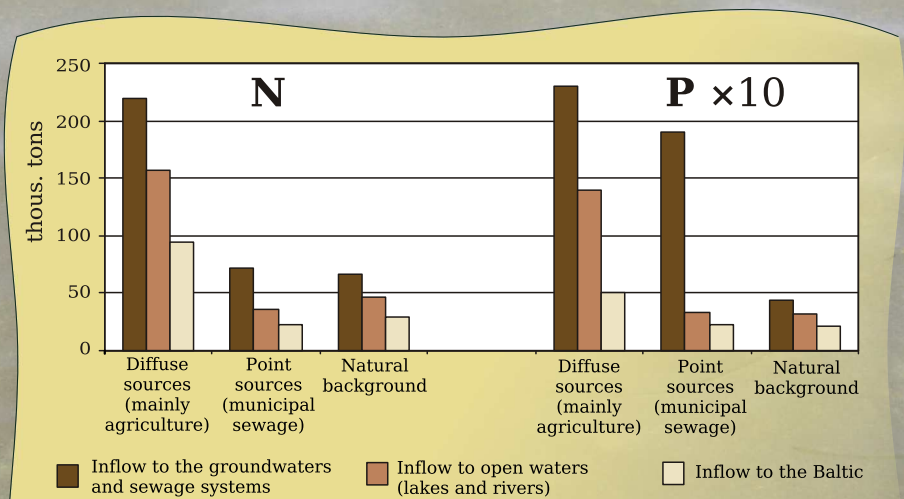 250
200
150
100
50
0
thous. tons
N
P ×10
Diffuse
sources
(mainly
agriculture)
Point
sources
(municipal
sewage)
Natural
background
Diffuse
sources
(mainly
agriculture)
Point
sources
(municipal
sewage)
Natural
background
Inflow to the groundwaters
and sewage systems
Inflow to open waters
(lakes and rivers)
Inflow to the Baltic